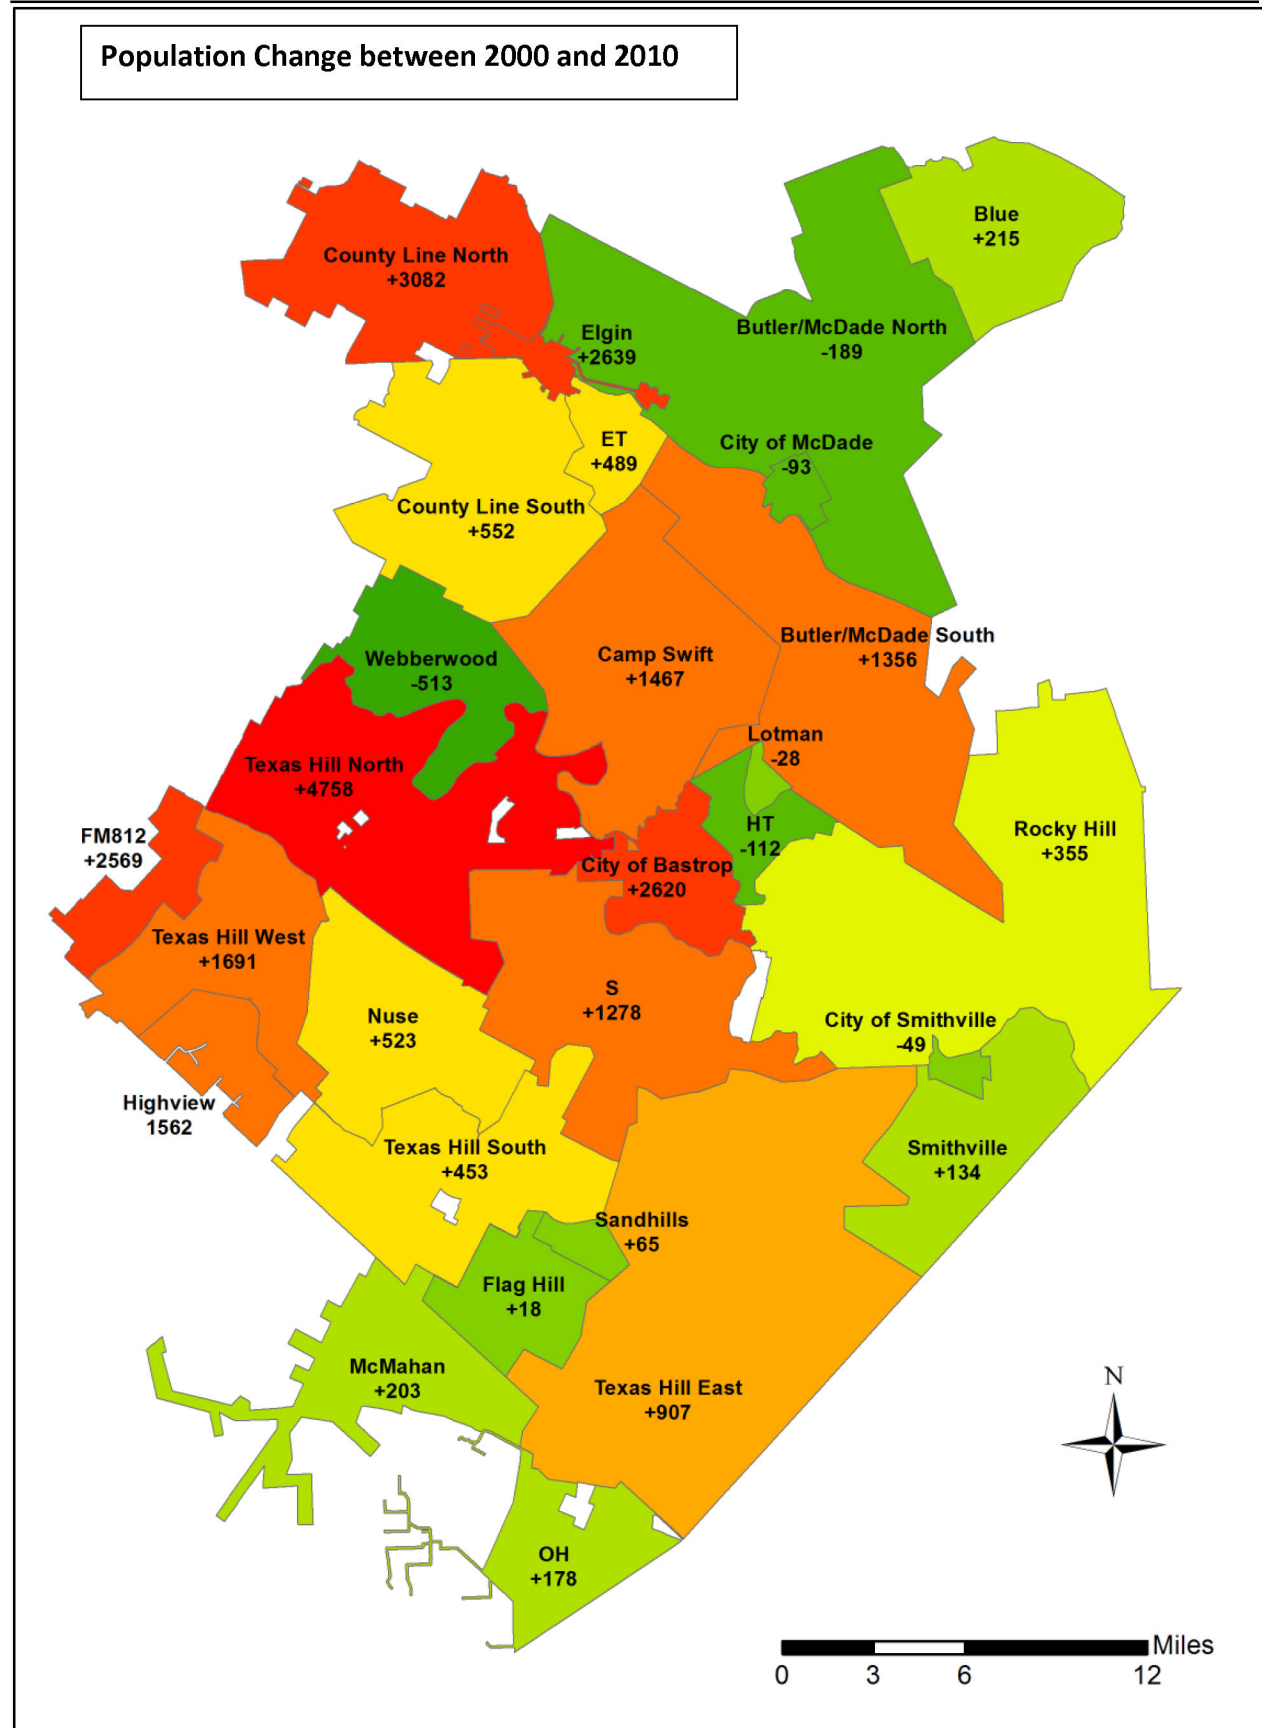 Population Change between 2000 and 2010
Blue
+215
County Line North
+3082
Elgin
+2639
Butler/McDade North
-189
ET
+489
City of McDade
-93
County Line South
+552
Butler/McDade South
+1356
Webberwood
-513
Camp Swift
+1467
Lotman
-28
Texas Hill North
+4758
FM812
+2569
HT
-112
Rocky Hill
+355
City of Bastrop
+2620
Texas Hill West
+1691
S
+1278
Nuse
+523
City of Smithville
-49
Highview
1562
Texas Hill South
+453
Smithville
+134
Sandhills
+65
Flag Hill
+18
McMahan
+203
Texas Hill East
+907
N
OH
+178
Miles
0 3 6 12